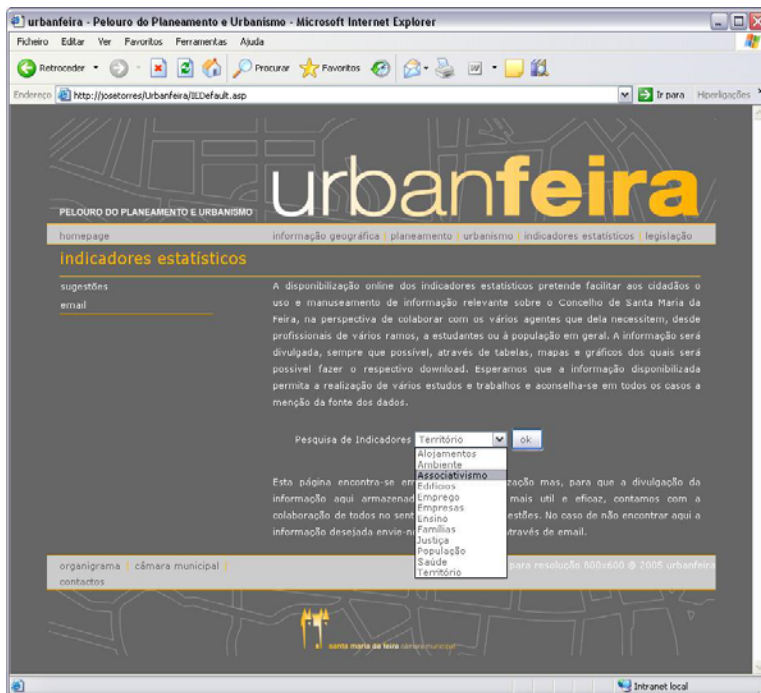 urbanfeira - Pelouro do Planeamento e Urbanismo - Microsoft Internet Explorer
Ficheiro Editar Ver Favoritos Ferramentas Ajuda
Retroceder Procurar Favoritos
Endereço http://josetorres/Urbanfeira/IEDefault.asp Ir para Hiperligações
urbanfeira
PELOURO DO PLANEAMENTO E URBANISMO
homepage informação geográfica | planeamento | urbanismo | indicadores estatísticos | legislação
indicadores estatísticos
sugestões
email
A disponibilização online dos indicadores estatísticos pretende facilitar aos cidadãos o
uso e manuseamento de informação relevante sobre o Concelho de Santa Maria da
Feira, na perspectiva de colaborar com os vários agentes que dela necessitem, desde
profissionais de vários ramos, a estudantes ou à população em geral. A informação será
divulgada, sempre que possível, através de tabelas, mapas e gráficos dos quais será
possivel fazer o respectivo download. Esperamos que a informação disponibilizada
permita a realização de vários estudos e trabalhos e aconselha-se em todos os casos a
menção da fonte dos dados.
Pesquisa de Indicadores Território ok
Alojamentos
Ambiente
Associativismo
Edifícios
Emprego
Empresas
Ensino
Famílias
Justiça
População
Saúde
Território
Esta página encontra-se em zação mas, para que a divulgação da
informação aqui armazenad mais util e eficaz, contamos com a
colaboração de todos no sent estões. No caso de não encontrar aqui a
informação desejada envie-n través de email.
organigrama | câmara municipal | para resolução 800x600 @ 2005 urbanfeira
contactos
santa maria da feira câmara municipal
Intranet local